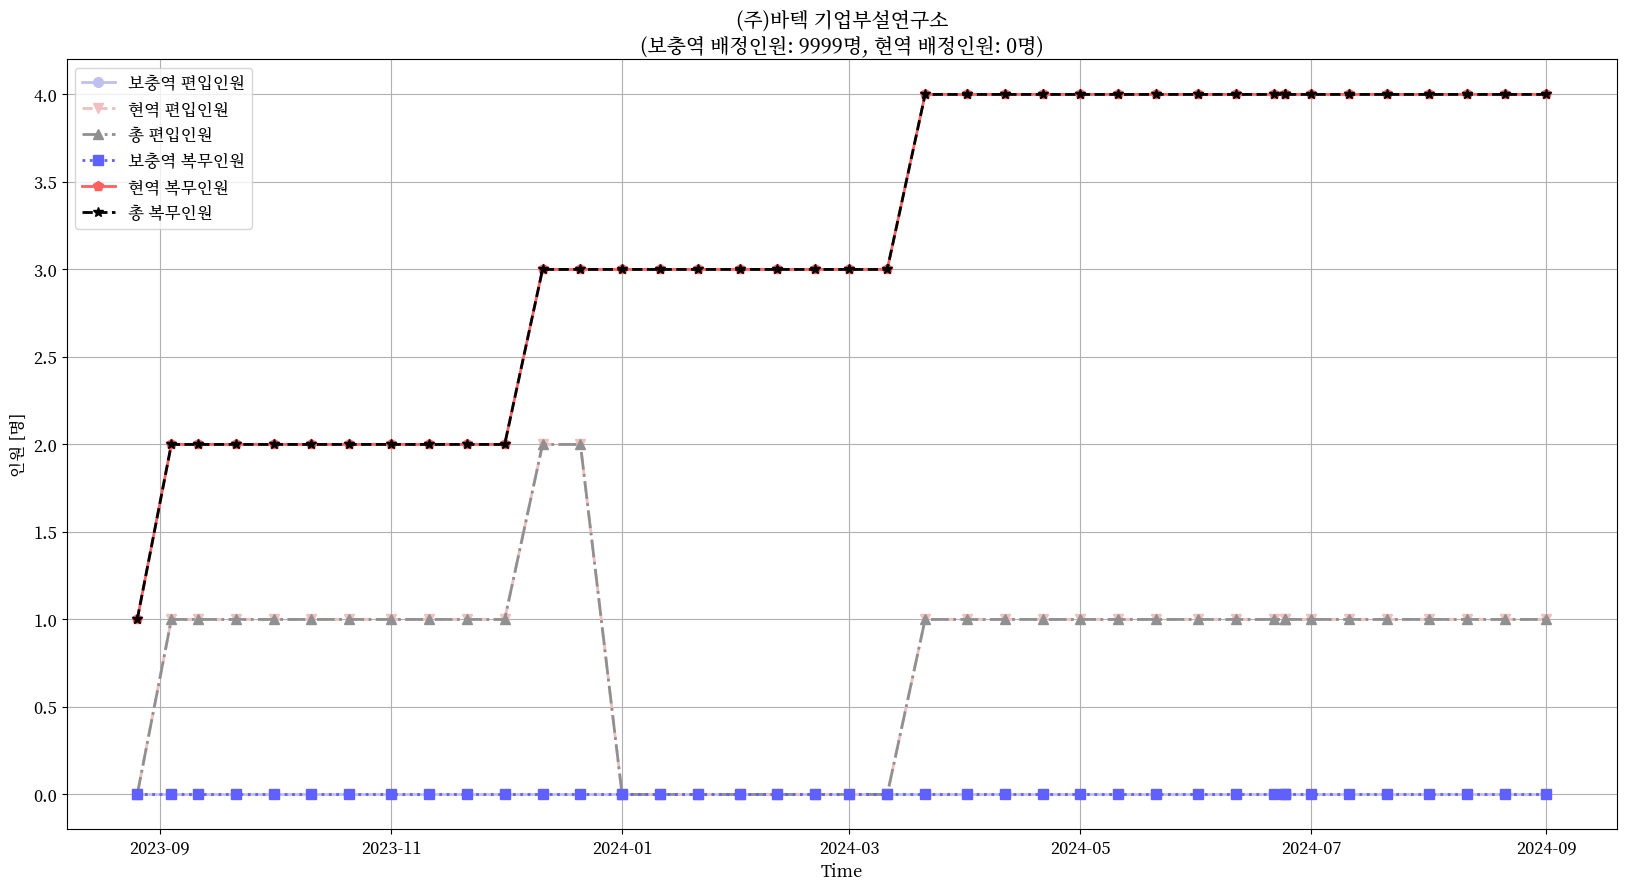 (주)바텍 기업부설연구소
(보충역 배정인원: 9999명, 현역 배정인원: 0명)
보충역 편입인원
현역 편입인원
총 편입인원
보충역 복무인원
현역 복무인원
총 복무인원
4.0
3.5
3.0
2.5
2.0
1.5
1.0
0.5
0.0
인원 [명]
2023-09 2023-11 2024-01 2024-03 2024-05 2024-07 2024-09
Time